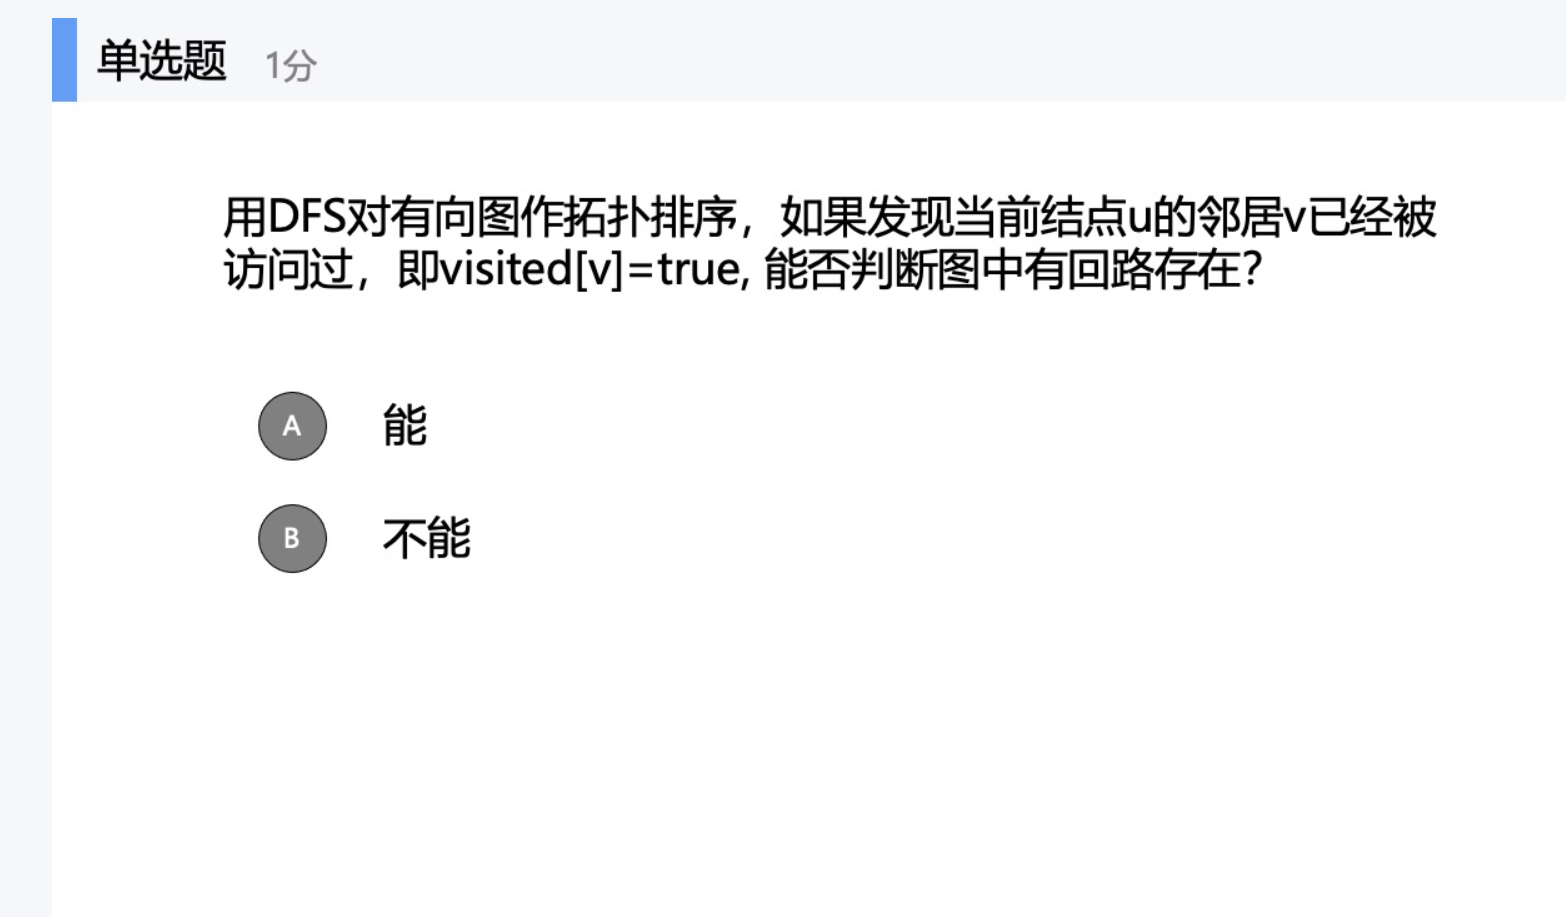 单选题 1分
用DFS对有向图作拓扑排序，如果发现当前结点u的邻居v已经被
访问过，即visited[v]=true, 能否判断图中有回路存在？
A 能
B 不能